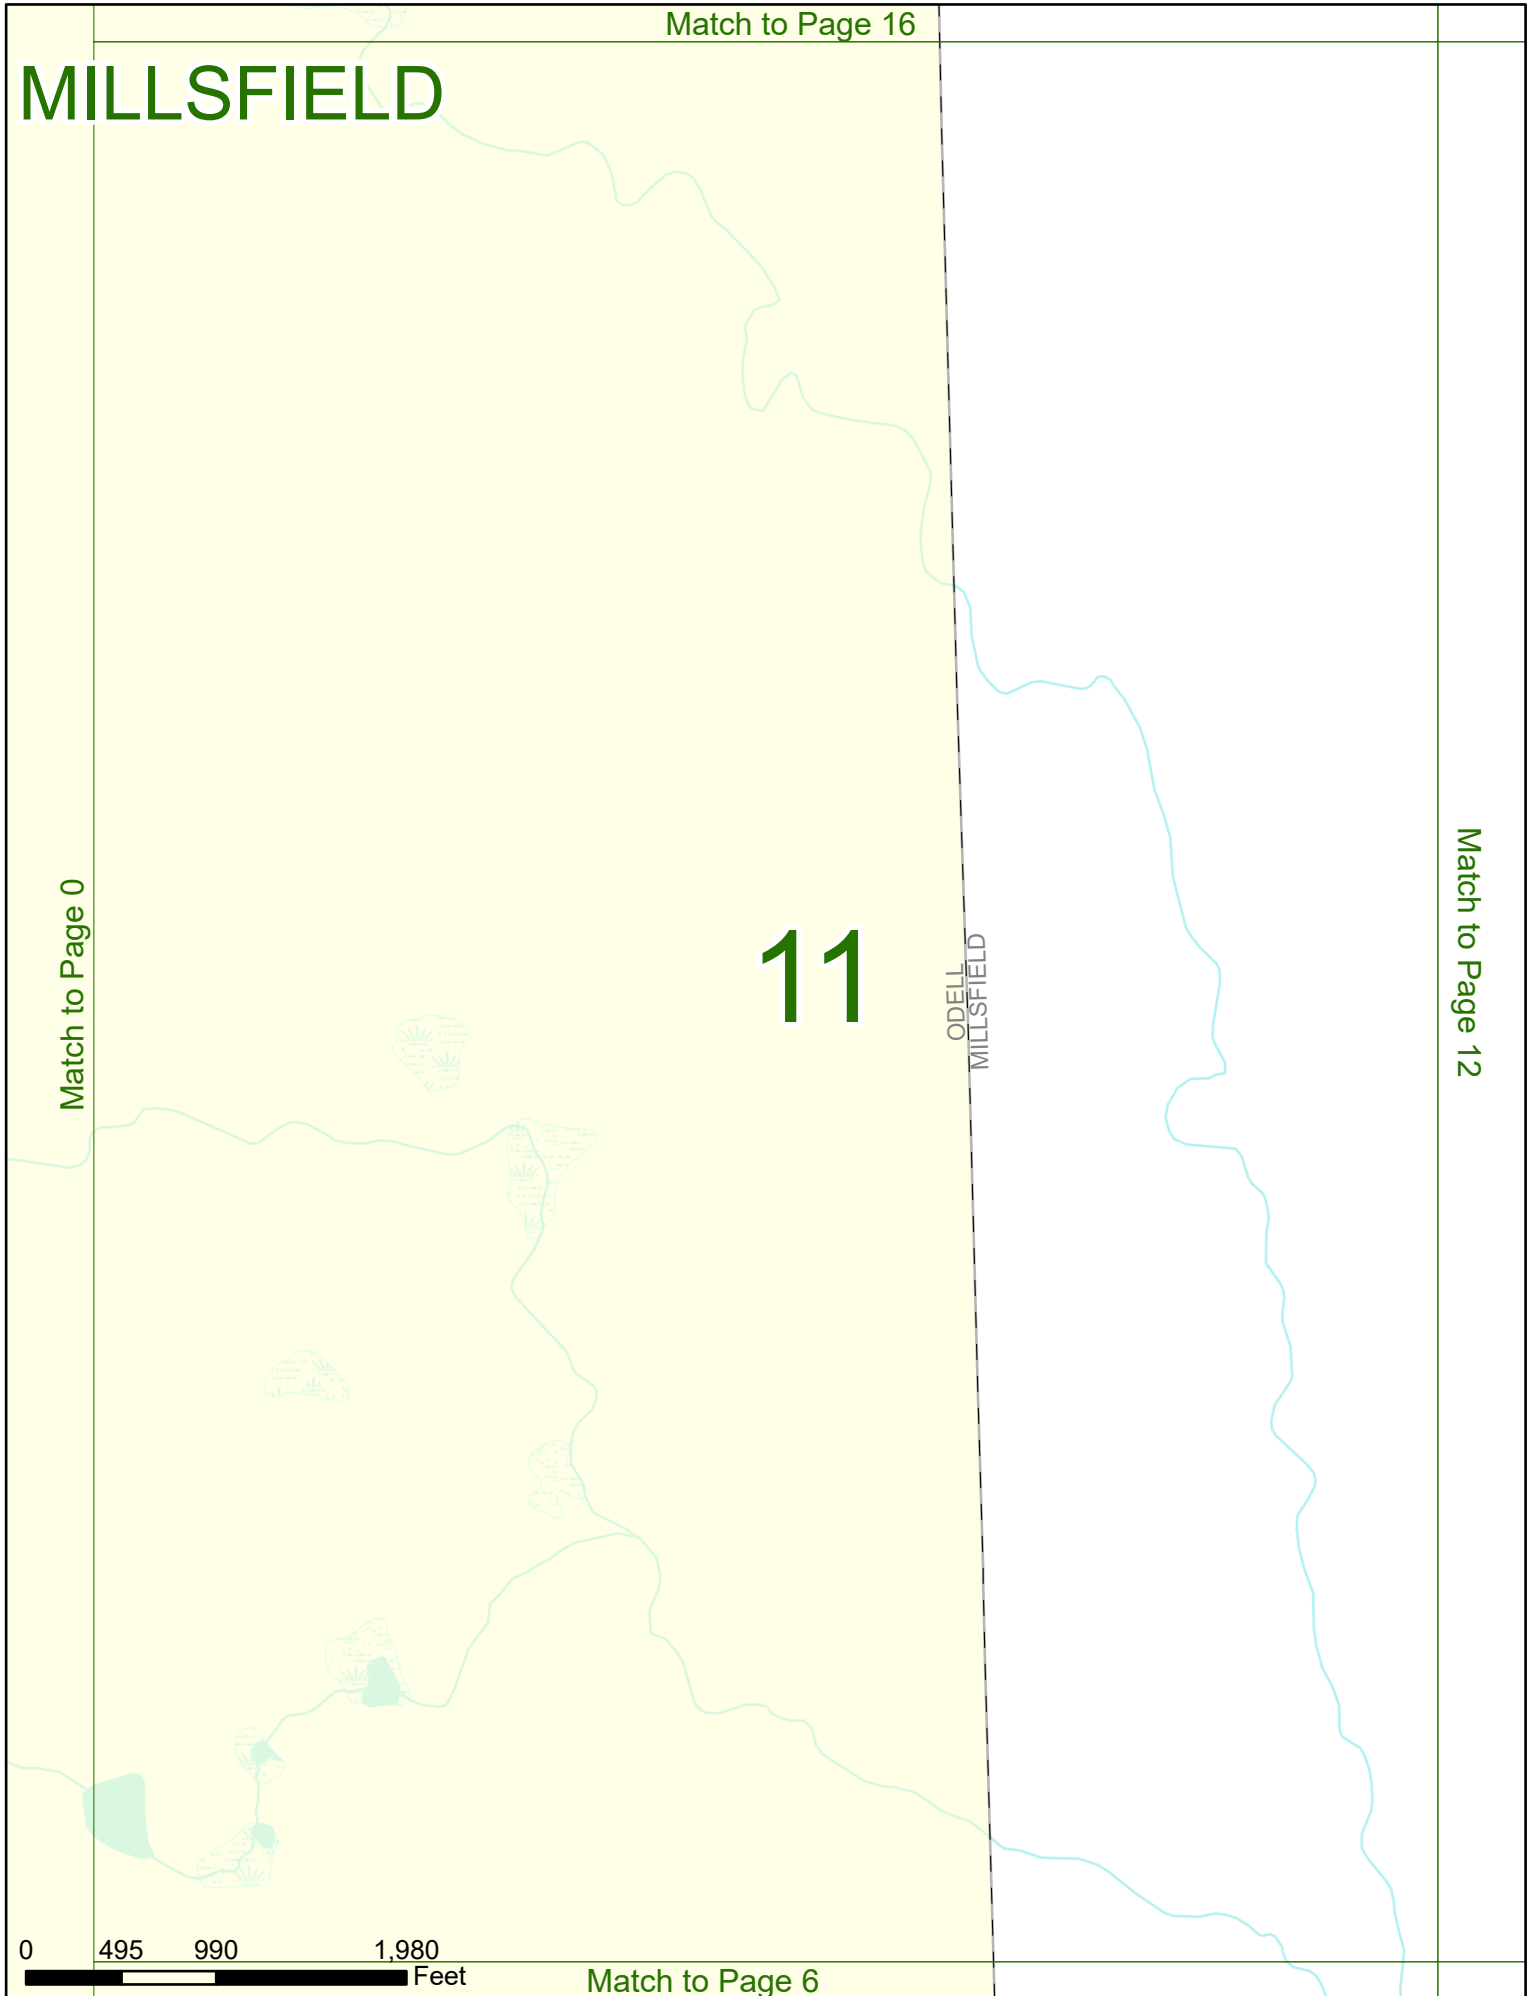 Match to Page 16
MILLSFIELD
Match to Page 0
11
ODELL
MILLSFIELD
Match to Page 12
0 495 990 1,980
Feet
Match to Page 6